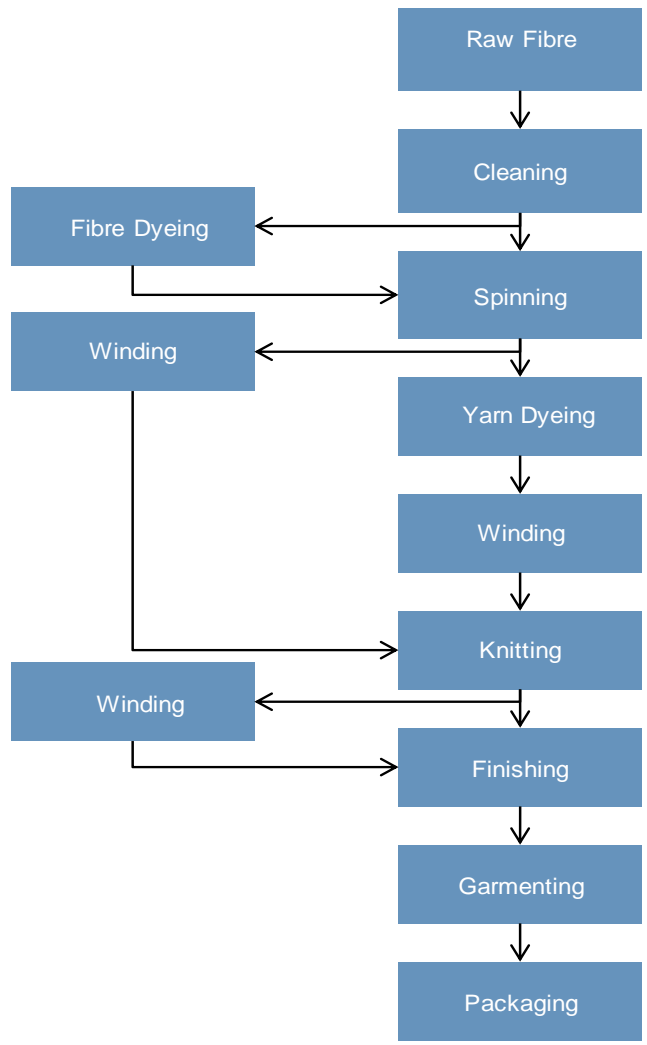 Raw Fibre
Cleaning
Fibre Dyeing
Spinning
Winding
Yarn Dyeing
Winding
Knitting
Winding
Finishing
Garmenting
Packaging